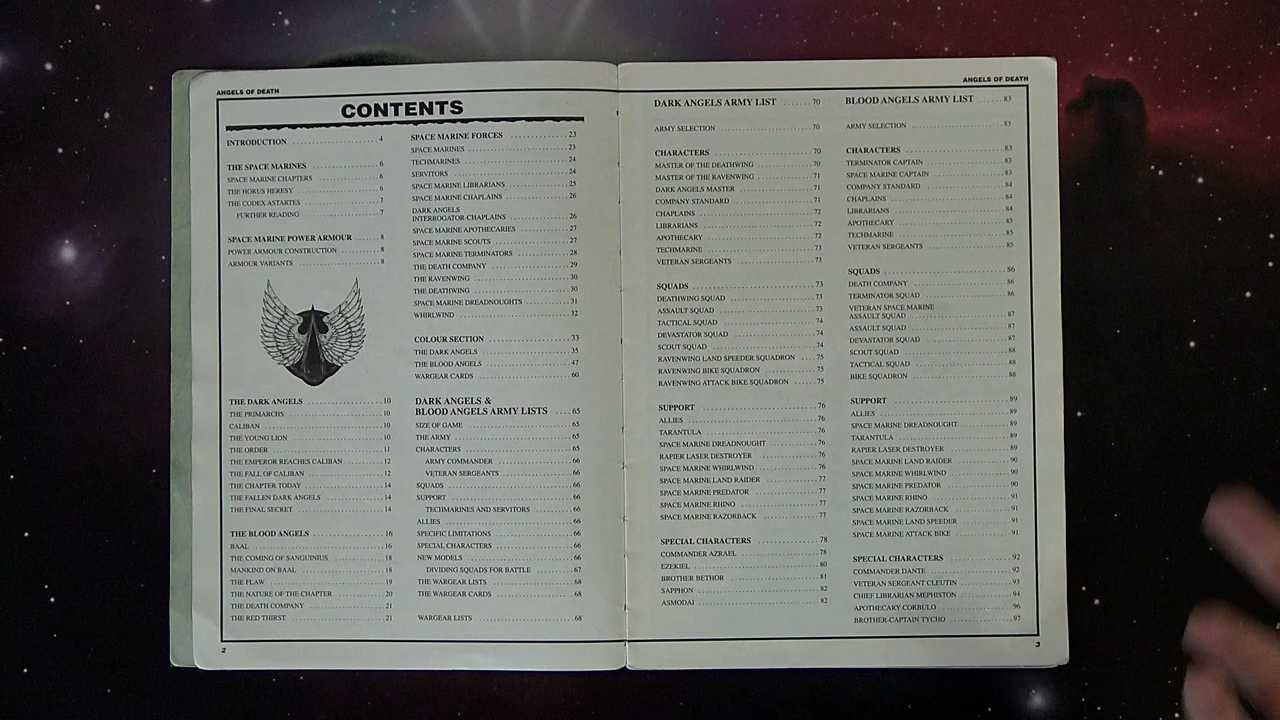 ANGELS OF DEATH
CONTENTS
INTRODUCTION 4
THE SPACE MARINES 6
SPACE MARINE CHAPTERS 6
THE HORUS HERESY 6
THE CODEX ASTARTES 7
FURTHER READING 7
SPACE MARINE POWER ARMOUR 8
POWER ARMOUR CONSTRUCTION 8
ARMOUR VARIANTS 8
THE DARK ANGELS 10
THE PRIMARCHS 10
CALIBAN 10
THE YOUNG LION 10
THE ORDER 11
THE EMPEROR REACHES CALIBAN 12
THE FALL OF CALIBAN 12
THE CHAPTER TODAY 14
THE FALLEN DARK ANGELS 14
THE FINAL SECRET 14
THE BLOOD ANGELS 16
BAAL 16
THE COMING OF SANGUINIUS 18
MANKIND ON BAAL 18
THE FLAW 19
THE NATURE OF THE CHAPTER 20
THE DEATH COMPANY 21
THE RED THIRST 21
SPACE MARINE FORCES 23
SPACE MARINES 23
TECHMARINES 24
SERVITORS 24
SPACE MARINE LIBRARIANS 25
SPACE MARINE CHAPLAINS 26
DARK ANGELS
INTERROGATOR-CHAPLAINS 26
SPACE MARINE APOTHECARIES 27
SPACE MARINE SCOUTS 27
SPACE MARINE TERMINATORS 28
THE DEATH COMPANY 29
THE RAVENWING 30
THE DEATHWING 30
SPACE MARINE DREADNOUGHTS 31
WHIRLWIND 32
COLOUR SECTION 33
THE DARK ANGELS 35
THE BLOOD ANGELS 47
WARGEAR CARDS 60
DARK ANGELS &
BLOOD ANGELS ARMY LISTS 65
SIZE OF GAME 65
THE ARMY 65
CHARACTERS 65
ARMY COMMANDER 66
VETERAN SERGEANTS 66
SQUADS 66
SUPPORT 66
TECHMARINES AND SERVITORS 66
ALLIES 66
SPECIFIC LIMITATIONS 66
SPECIAL CHARACTERS 66
NEW MODELS 66
DIVIDING SQUADS FOR BATTLE 67
THE WARGEAR LISTS 68
THE WARGEAR CARDS 68
WARGEAR LISTS 68
2
ANGELS OF DEATH
DARK ANGELS ARMY LIST 70
ARMY SELECTION 70
CHARACTERS 70
MASTER OF THE DEATHWING 70
MASTER OF THE RAVENWING 71
DARK ANGELS MASTER 71
COMPANY STANDARD 71
CHAPLAINS 72
LIBRARIANS 72
APOTHECARY 72
TECHMARINE 73
VETERAN SERGEANTS 73
SQUADS 73
DEATHWING SQUAD 73
ASSAULT SQUAD 73
TACTICAL SQUAD 74
DEVASTATOR SQUAD 74
SCOUT SQUAD 74
RAVENWING LAND SPEEDER SQUADRON 75
RAVENWING BIKE SQUADRON 75
RAVENWING ATTACK BIKE SQUADRON 75
SUPPORT 76
ALLIES 76
TARANTULA 76
SPACE MARINE DREADNOUGHT 76
RAPIER LASER DESTROYER 76
SPACE MARINE WHIRLWIND 76
SPACE MARINE LAND RAIDER 77
SPACE MARINE PREDATOR 77
SPACE MARINE RHINO 77
SPACE MARINE RAZORBACK 77
SPECIAL CHARACTERS 78
COMMANDER AZRAEL 78
EZEKIEL 80
BROTHER BETHOR 81
SAPPHON 82
ASMODAI 82
BLOOD ANGELS ARMY LIST 83
ARMY SELECTION 83
CHARACTERS 83
TERMINATOR CAPTAIN 83
SPACE MARINE CAPTAIN 83
COMPANY STANDARD 84
CHAPLAINS 84
LIBRARIANS 84
APOTHECARY 85
TECHMARINE 85
VETERAN SERGEANTS 85
SQUADS 86
DEATH COMPANY 86
TERMINATOR SQUAD 86
VETERAN SPACE MARINE
ASSAULT SQUAD 87
ASSAULT SQUAD 87
DEVASTATOR SQUAD 87
SCOUT SQUAD 88
TACTICAL SQUAD 88
BIKE SQUADRON 88
SUPPORT 89
ALLIES 89
SPACE MARINE DREADNOUGHT 89
TARANTULA 89
RAPIER LASER DESTROYER 89
SPACE MARINE LAND RAIDER 90
SPACE MARINE WHIRLWIND 90
SPACE MARINE PREDATOR 90
SPACE MARINE RHINO 91
SPACE MARINE RAZORBACK 91
SPACE MARINE LAND SPEEDER 91
SPACE MARINE ATTACK BIKE 91
SPECIAL CHARACTERS 92
COMMANDER DANTE 92
VETERAN SERGEANT CLEUTIN 93
CHIEF LIBRARIAN MEPHISTON 94
APOTHECARY CORBULO 96
BROTHER-CAPTAIN TYCHO 97
3